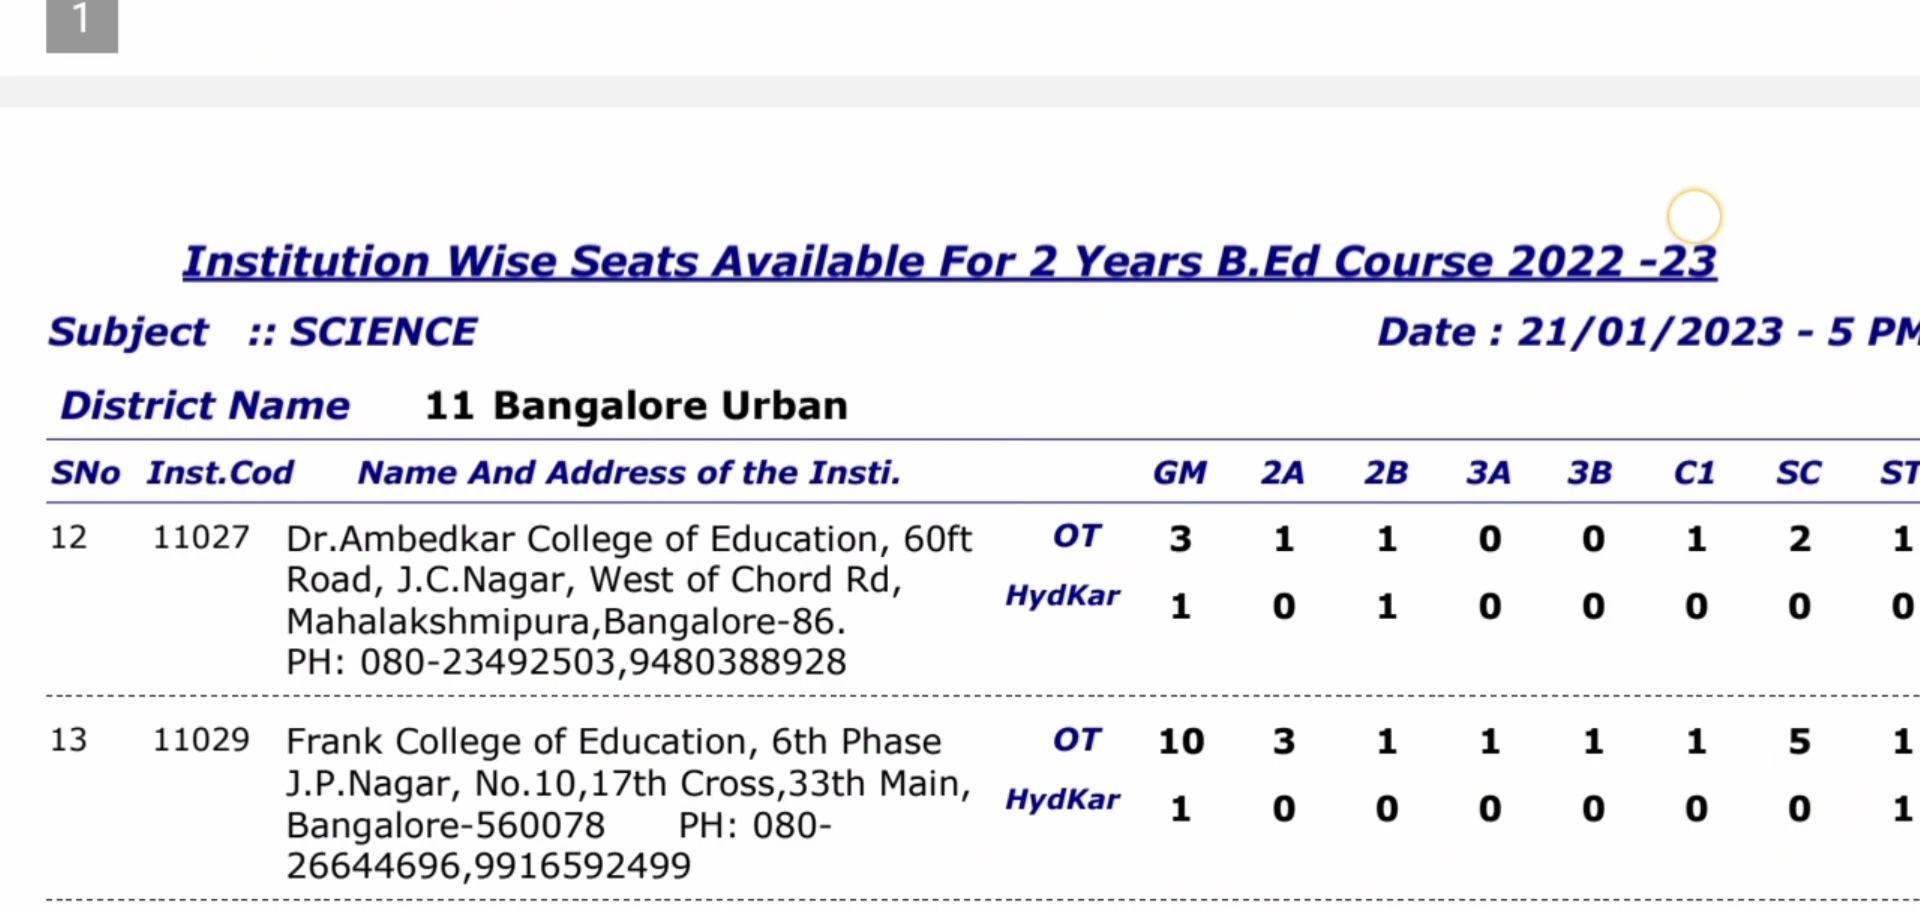 1
Institution Wise Seats Available For 2 Years B.Ed Course 2022 -23
Subject :: SCIENCE Date : 21/01/2023 - 5 PM
District Name 11 Bangalore Urban
SNo Inst.Cod Name And Address of the Insti. GM 2A 2B 3A 3B C1 SC ST
12 11027 Dr.Ambedkar College of Education, 60ft OT 3 1 1 0 0 1 2 1
Road, J.C.Nagar, West of Chord Rd,
HydKar 1 0 1 0 0 0 0 0
Mahalakshmipura,Bangalore-86.
PH: 080-23492503,9480388928
13 11029 Frank College of Education, 6th Phase OT 10 3 1 1 1 1 5 1
J.P.Nagar, No.10,17th Cross,33th Main,
HydKar 1 0 0 0 0 0 0 1
Bangalore-560078 PH: 080-
26644696,9916592499